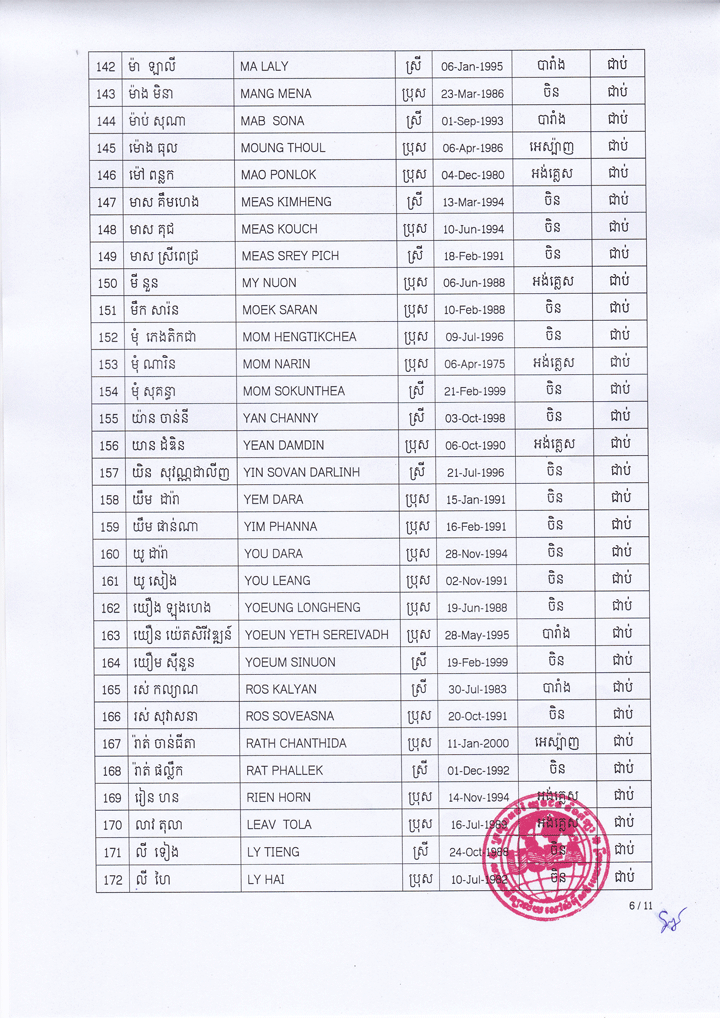 142 ម៉ា ឡាលី MA LALY ស្រី 06-Jan-1995 បារាំង ជាប់
143 ម៉ាង មិនា MANG MENA ប្រុស 23-Mar-1986 ចិន ជាប់
144 ម៉ាប់ សុណា MAB SONA ស្រី 01-Sep-1993 បារាំង ជាប់
145 ម៉ោង ធុល MOUNG THOUL ប្រុស 06-Apr-1986 អេស្ប៉ាញ ជាប់
146 ម៉ៅ ពន្លក MAO PONLOK ប្រុស 04-Dec-1980 អង់គ្លេស ជាប់
147 មាស គឹមហេង MEAS KIMHENG ស្រី 13-Mar-1994 ចិន ជាប់
148 មាស គុជ MEAS KOUCH ប្រុស 10-Jun-1994 ចិន ជាប់
149 មាស ស្រីពេជ្រ MEAS SREY PICH ស្រី 18-Feb-1991 ចិន ជាប់
150 មី នួន MY NUON ប្រុស 06-Jun-1988 អង់គ្លេស ជាប់
151 មឹក សារ៉ន MOEK SARAN ប្រុស 10-Feb-1988 ចិន ជាប់
152 មុំ ហេងតិកជា MOM HENGTIKCHEA ប្រុស 09-Jul-1996 ចិន ជាប់
153 មុំ ណារិន MOM NARIN ប្រុស 06-Apr-1975 អង់គ្លេស ជាប់
154 មុំ សុគន្ធា MOM SOKUNTHEA ស្រី 21-Feb-1999 ចិន ជាប់
155 យ៉ាន ចាន់នី YAN CHANNY ស្រី 03-Oct-1998 ចិន ជាប់
156 យាន ដំឌិន YEAN DAMDIN ប្រុស 06-Oct-1990 អង់គ្លេស ជាប់
157 យិន សុវណ្ណដាលីញ YIN SOVAN DARLINH ស្រី 21-Jul-1996 ចិន ជាប់
158 យឹម ដារ៉ា YEM DARA ប្រុស 15-Jan-1991 ចិន ជាប់
159 យឹម ផាន់ណា YIM PHANNA ប្រុស 16-Feb-1991 ចិន ជាប់
160 យូ ដារ៉ា YOU DARA ប្រុស 28-Nov-1994 ចិន ជាប់
161 យូ សៀង YOU LEANG ប្រុស 02-Nov-1991 ចិន ជាប់
162 យឿង ឡុងហេង YOEUNG LONGHENG ប្រុស 19-Jun-1988 ចិន ជាប់
163 យឿន យ៉េតសិរីវឌ្ឍន៍ YOEUN YETH SEREIVADH ប្រុស 28-May-1995 បារាំង ជាប់
164 យឿម ស៊ីនួន YOEUM SINUON ស្រី 19-Feb-1999 ចិន ជាប់
165 រស់ កល្យាណ ROS KALYAN ស្រី 30-Jul-1983 បារាំង ជាប់
166 រស់ សុវាសនា ROS SOVEASNA ប្រុស 20-Oct-1991 ចិន ជាប់
167 រ៉ាត់ ចាន់ធីតា RATH CHANTHIDA ប្រុស 11-Jan-2000 អេស្ប៉ាញ ជាប់
168 រ៉ាត់ ផល្លឹក RAT PHALLEK ស្រី 01-Dec-1992 ចិន ជាប់
169 រៀន ហន RIEN HORN ប្រុស 14-Nov-1994 អង់គ្លេស ជាប់
170 លាវ តុលា LEAV TOLA ប្រុស 16-Jul-1989 អង់គ្លេស ជាប់
171 លី ទៀង LY TIENG ស្រី 24-Oct-1988 ចិន ជាប់
172 លី ហៃ LY HAI ប្រុស 10-Jul-1982 ចិន ជាប់
6 / 11